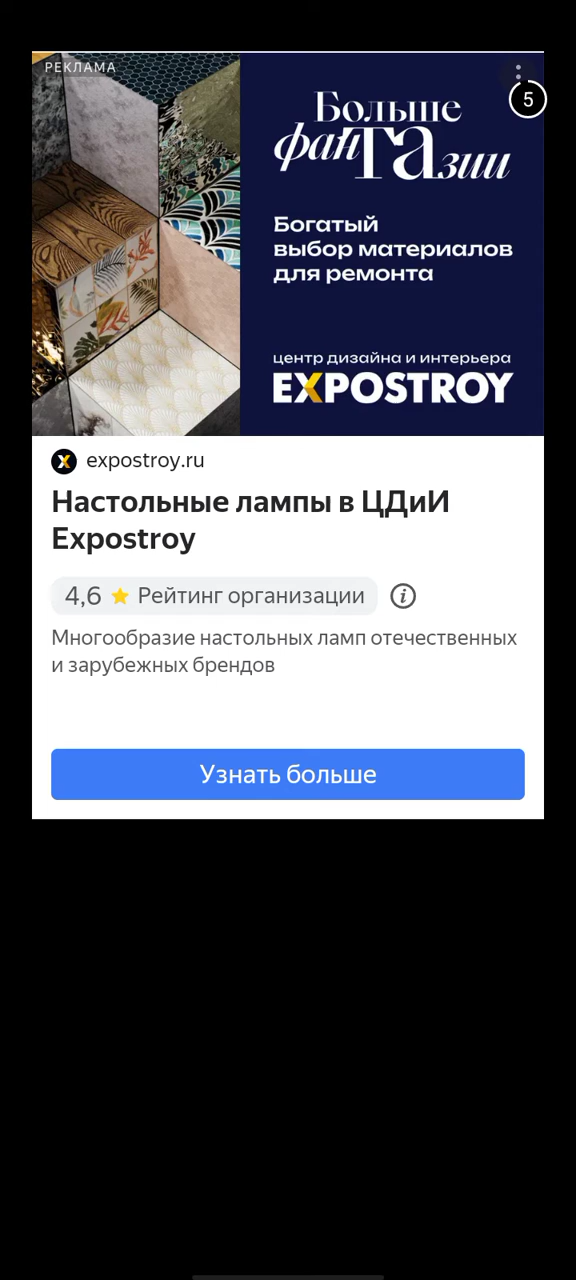 РЕКЛАМА
5
Больше
фанТазии
Богатый
выбор материалов
для ремонта
центр дизайна и интерьера
EXPOSTROY
expostroy.ru
Настольные лампы в ЦДиИ
Expostroy
4,6 ★ Рейтинг организации
Многообразие настольных ламп отечественных
и зарубежных брендов
Узнать больше